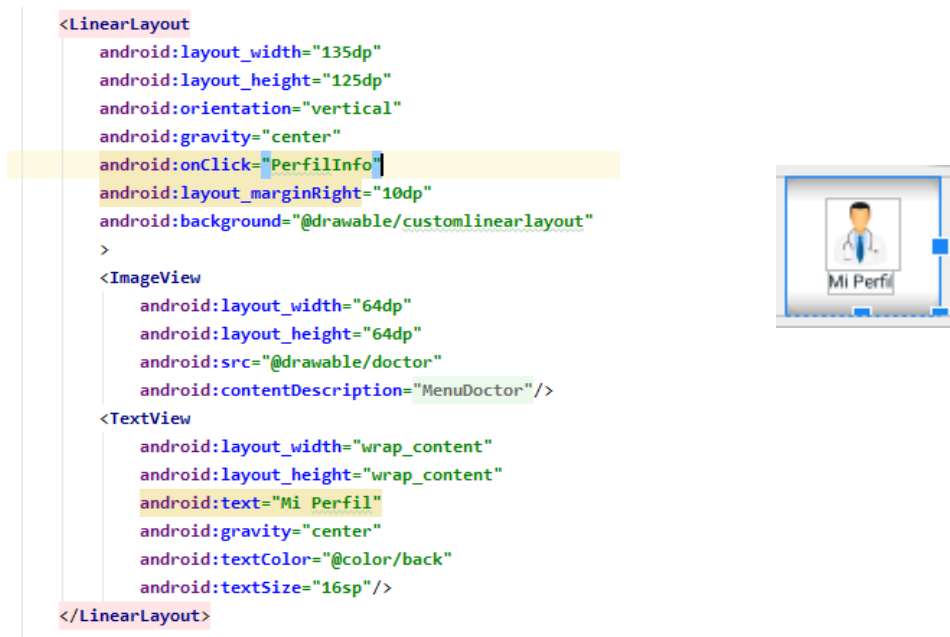 <LinearLayout
android:layout_width="135dp"
android:layout_height="125dp"
android:orientation="vertical"
android:gravity="center"
android:onClick="PerfilInfo"
android:layout_marginRight="10dp"
android:background="@drawable/customlinearlayout"
>
<ImageView
android:layout_width="64dp"
android:layout_height="64dp"
android:src="@drawable/doctor"
android:contentDescription="MenuDoctor"/>
<TextView
android:layout_width="wrap_content"
android:layout_height="wrap_content"
android:text="Mi Perfil"
android:gravity="center"
android:textColor="@color/back"
android:textSize="16sp"/>
</LinearLayout>
Mi Perfil